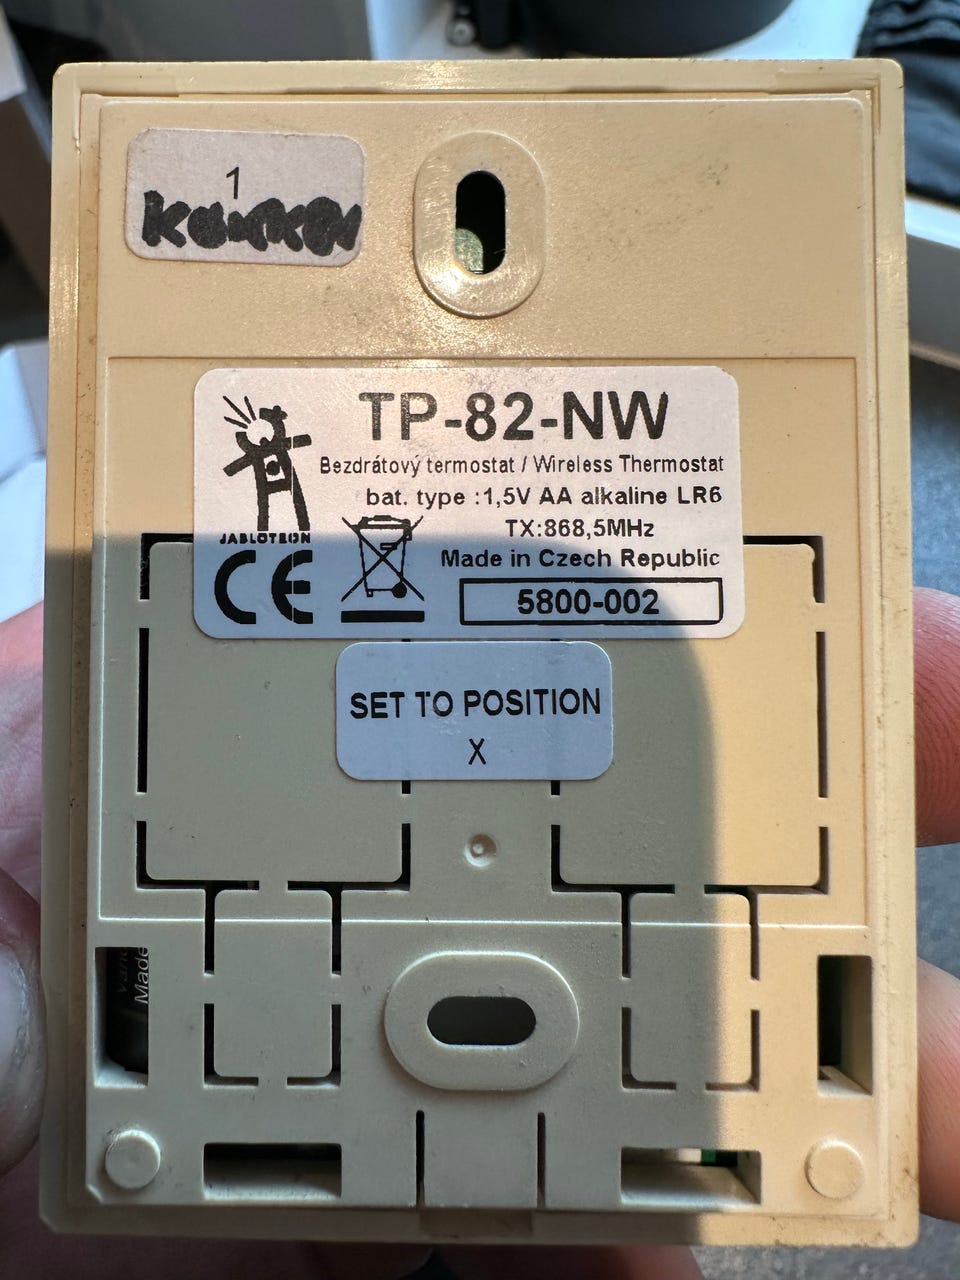 1
TP-82-NW
Bezdrátový termostat / Wireless Thermostat
bat. type :1,5V AA alkaline LR6
TX:868,5MHz
JABLOTRON
Made in Czech Republic
CE
5800-002
SET TO POSITION
X
Made